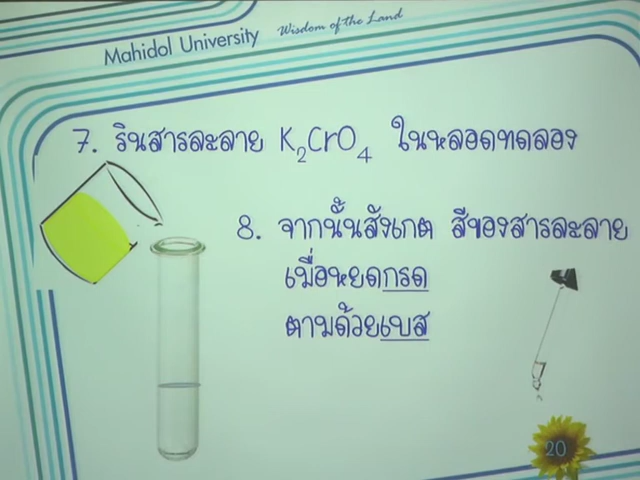 Mahidol University Wisdom of the Land
7. รินสารละลาย K₂CrO₄ ในหลอดทดลอง
8. จากนั้นสังเกต สีของสารละลาย
เมื่อหยดกรด
ตามด้วยเบส
20